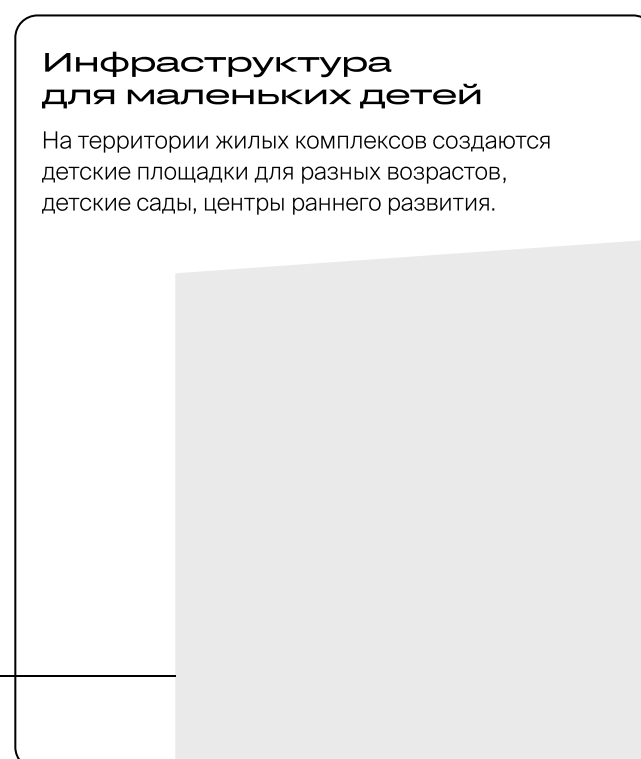 Инфраструктура
для маленьких детей
На территории жилых комплексов создаются
детские площадки для разных возрастов,
детские сады, центры раннего развития.